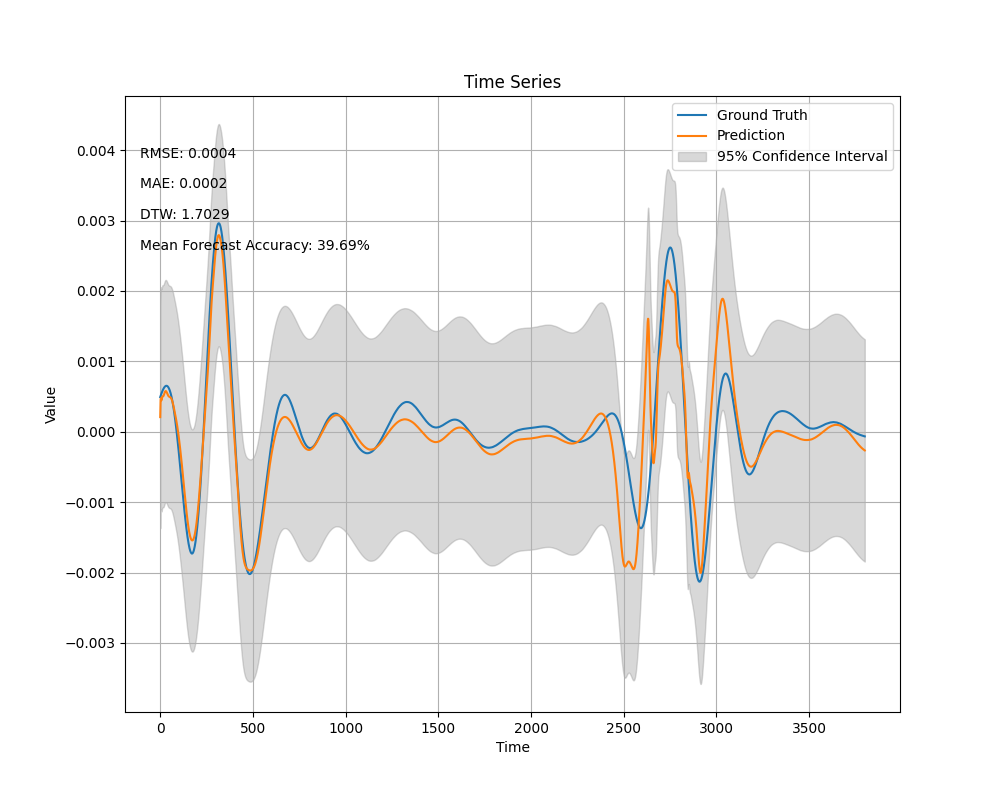 Time Series
Ground Truth
Prediction
95% Confidence Interval
RMSE: 0.0004
MAE: 0.0002
DTW: 1.7029
Mean Forecast Accuracy: 39.69%
0.004
0.003
0.002
0.001
0.000
−0.001
−0.002
−0.003
Value
0 500 1000 1500 2000 2500 3000 3500
Time